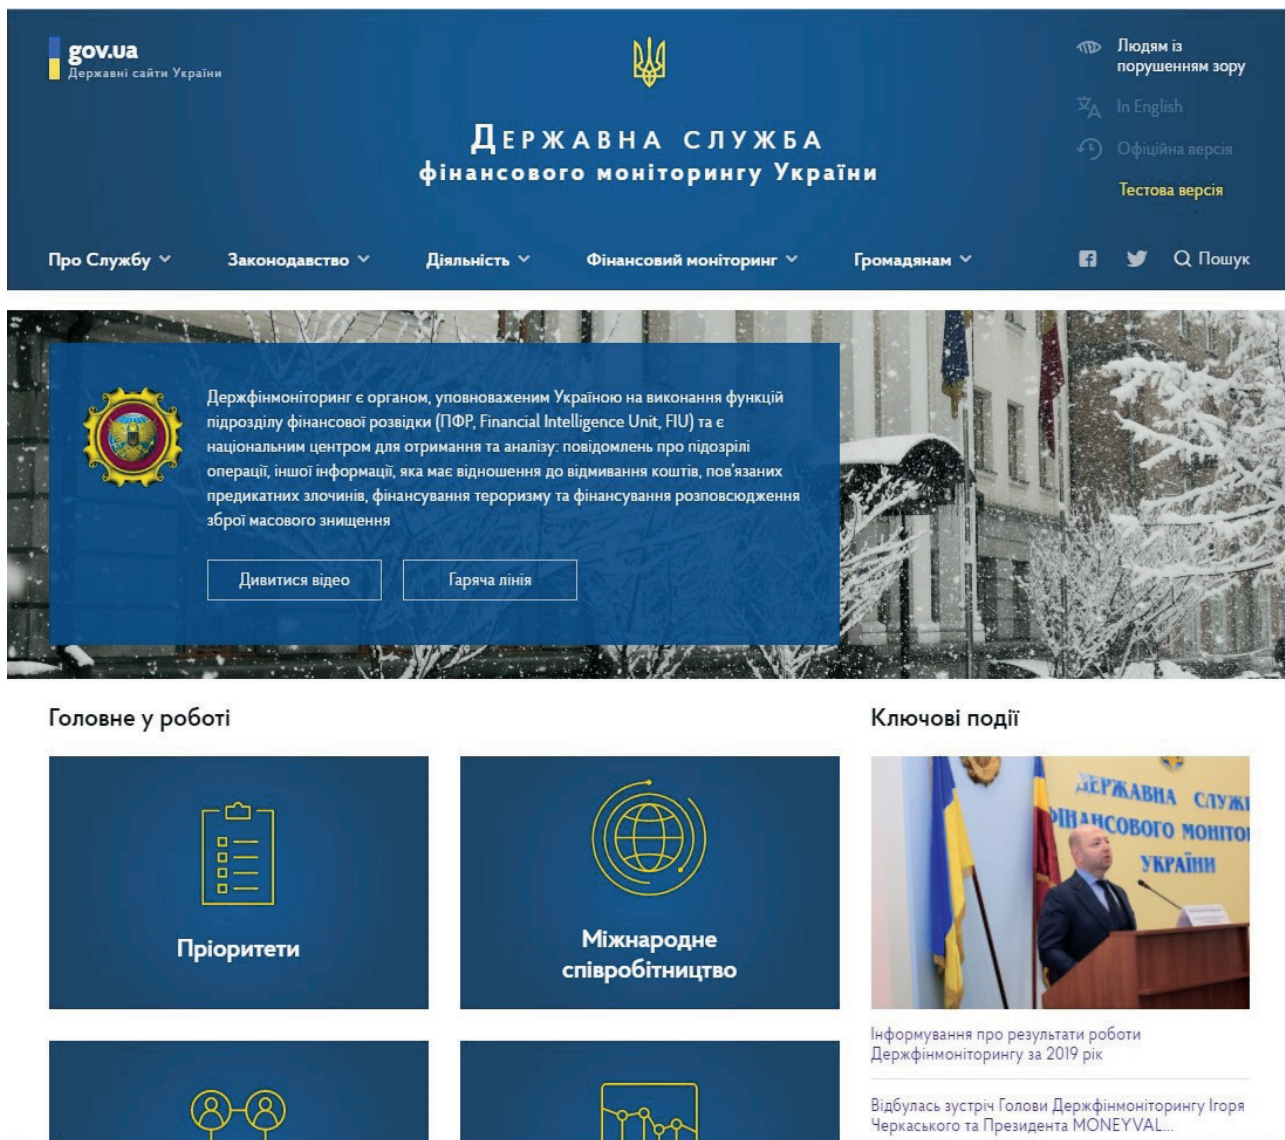 gov.ua
Державні сайти України
Людям із
порушенням зору
In English
Офіційна версія
Тестова версія
Державна служба
фінансового моніторингу України
Про Службу
Законодавство
Діяльність
Фінансовий моніторинг
Громадянам
Пошук
Держфінмоніторинг є органом, уповноваженим Україною на виконання функцій
підрозділу фінансової розвідки (ПФР, Financial Intelligence Unit, FIU) та є
національним центром для отримання та аналізу: повідомлень про підозрілі
операції, іншої інформації, яка має відношення до відмивання коштів, пов'язаних
предикатних злочинів, фінансування тероризму та фінансування розповсюдження
зброї масового знищення
Дивитися відео
Гаряча лінія
Головне у роботі
Пріоритети
Міжнародне
співробітництво
Ключові події
ДЕРЖАВНА СЛУЖ
ФІНАНСОВОГО МОНІТО
УКРАЇНИ
Інформування про результати роботи
Держфінмоніторингу за 2019 рік
Відбулась зустріч Голови Держфінмоніторингу Ігоря
Черкаського та Президента MONEYVAL...